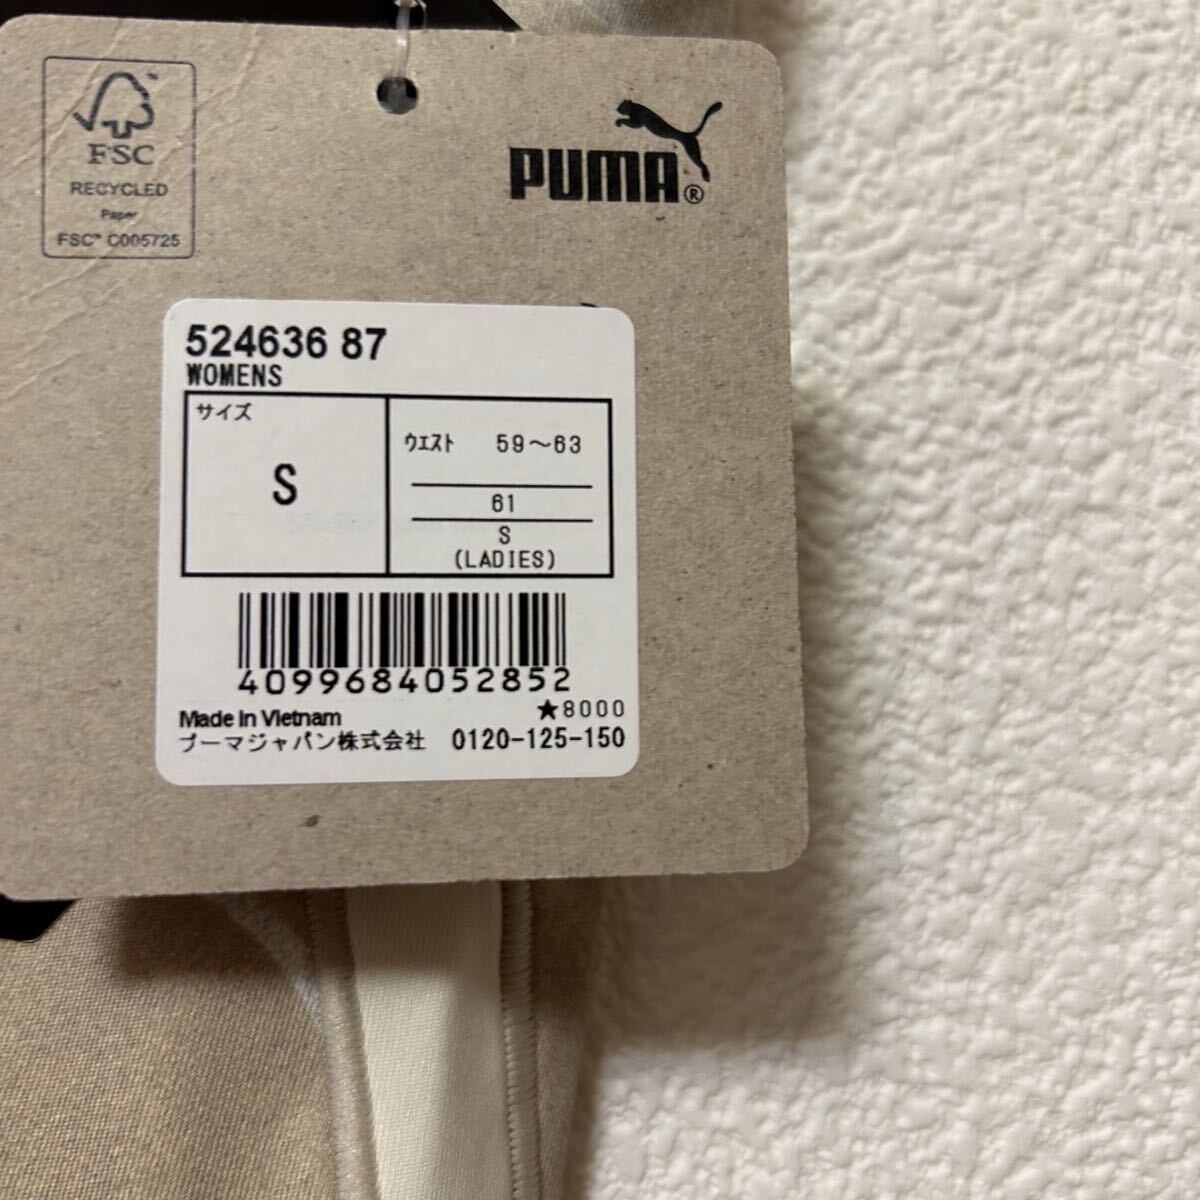 FSC
RECYCLED
Paper
FSC™ C005725
PUMA®
524636 87
WOMENS
サイズ
S
ウエスト 59～63
61
S
(LADIES)
4099684052852
★8000
Made In Vietnam
プーマジャパン株式会社 0120-125-150